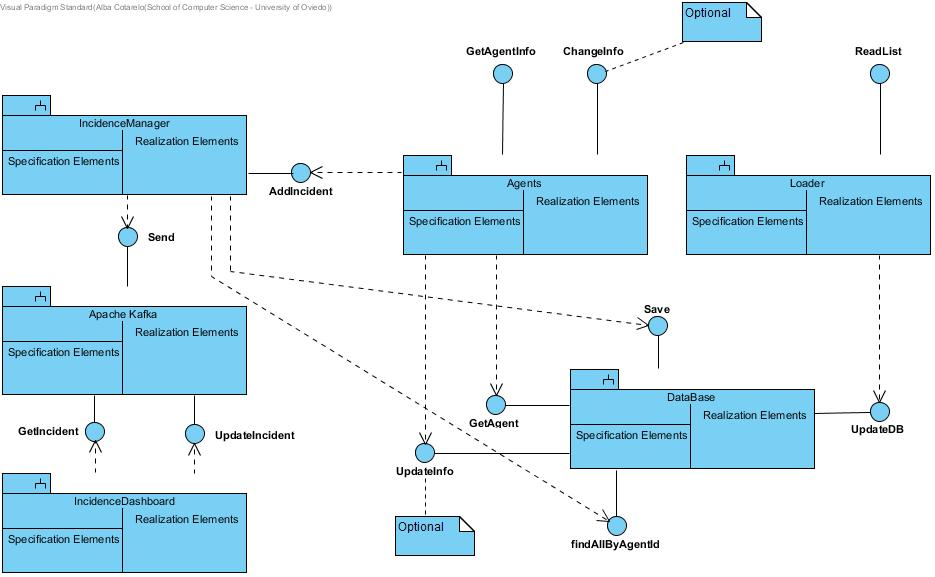 Visual Paradigm Standard(Alba Cotarelo(School of Computer Science - University of Oviedo))
Optional
GetAgentInfo
ChangeInfo
ReadList
IncidenceManager
Realization Elements
Specification Elements
AddIncident
Agents
Realization Elements
Specification Elements
Loader
Realization Elements
Specification Elements
Send
Apache Kafka
Realization Elements
Specification Elements
Save
DataBase
Realization Elements
Specification Elements
GetAgent
UpdateDB
GetIncident
UpdateIncident
UpdateInfo
IncidenceDashboard
Realization Elements
Specification Elements
Optional
findAllByAgentId